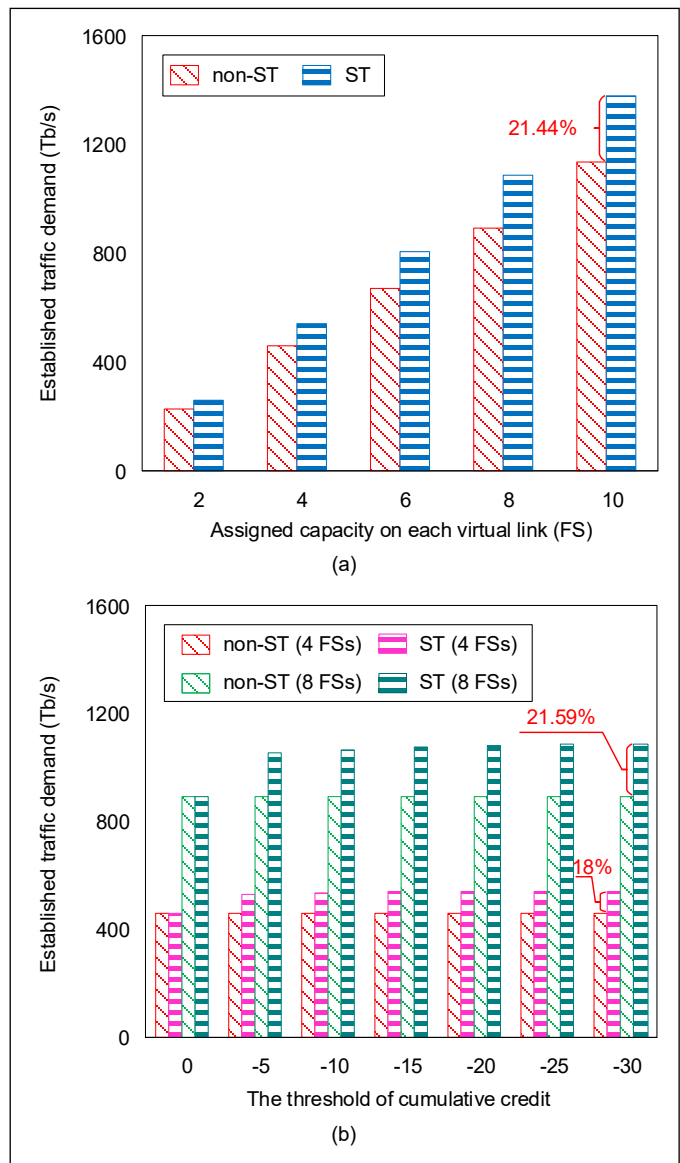 1600
non-ST ST
21.44%
1200
800
400
0
Established traffic demand (Tb/s)
2 4 6 8 10
Assigned capacity on each virtual link (FS)
(a)
1600
non-ST (4 FSs) ST (4 FSs)
non-ST (8 FSs) ST (8 FSs)
21.59%
1200
800
18%
400
0
Established traffic demand (Tb/s)
0 -5 -10 -15 -20 -25 -30
The threshold of cumulative credit
(b)